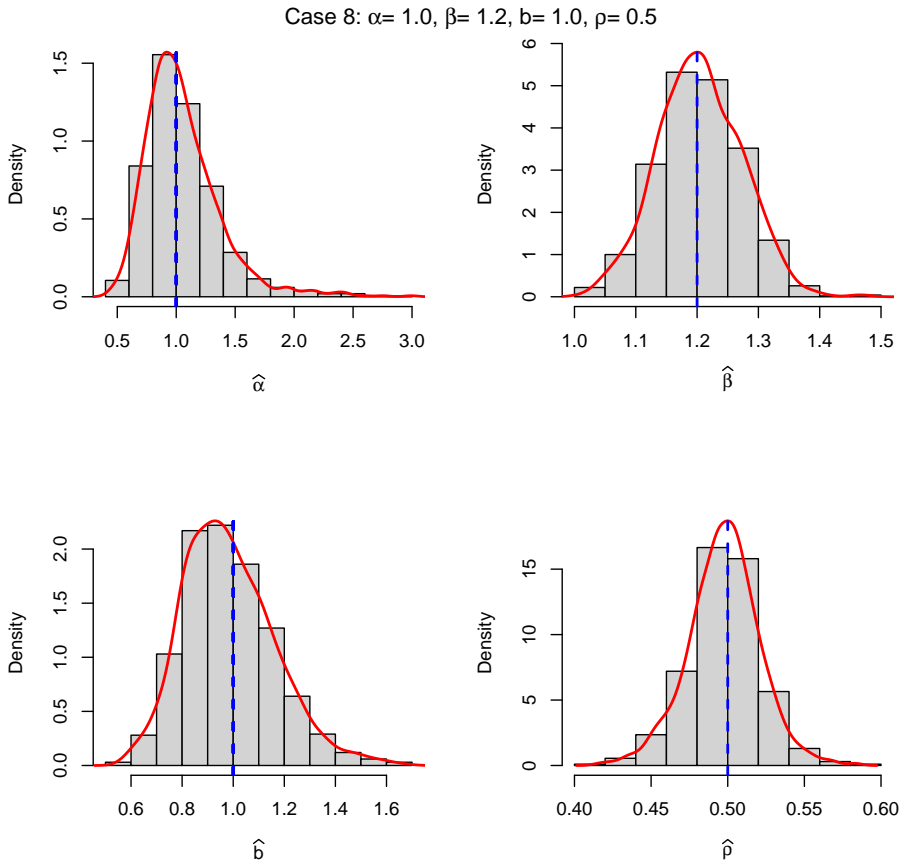 Case 8: α= 1.0, β= 1.2, b= 1.0, ρ= 0.5
Density
0.0 0.5 1.0 1.5
0.5 1.0 1.5 2.0 2.5 3.0
α̂
Density
0 1 2 3 4 5 6
1.0 1.1 1.2 1.3 1.4 1.5
β̂
Density
0.0 0.5 1.0 1.5 2.0
0.6 0.8 1.0 1.2 1.4 1.6
b̂
Density
0 5 10 15
0.40 0.45 0.50 0.55 0.60
ρ̂